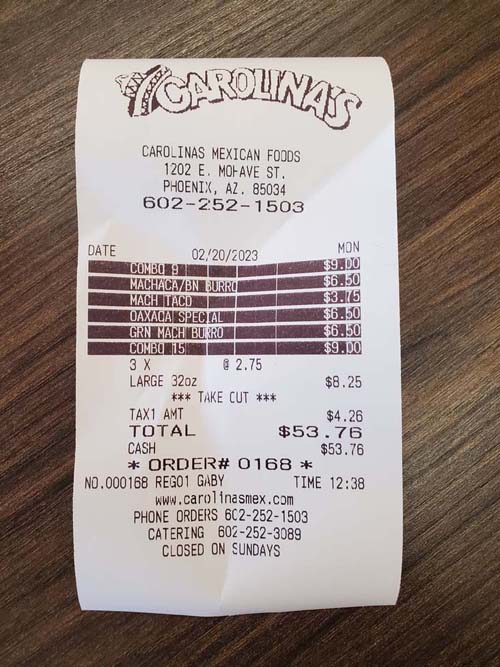 CAROLINA'S
CAROLINAS MEXICAN FOODS
1202 E. MOHAVE ST.
PHOENIX, AZ. 85034
602-252-1503
DATE 02/20/2023 MON
COMBO 9 $9.00
MACHACA/BN BURRO $6.50
MACH TACO $3.75
OAXACA SPECIAL $6.50
GRN MACH BURRO $6.50
COMBO 15 $9.00
3 X @ 2.75
LARGE 32oz $8.25
*** TAKE OUT ***
TAX1 AMT $4.26
TOTAL $53.76
CASH $53.76
* ORDER# 0168 *
NO.000168 REG01 GABY TIME 12:38
www.carolinasmex.com
PHONE ORDERS 602-252-1503
CATERING 602-252-3089
CLOSED ON SUNDAYS